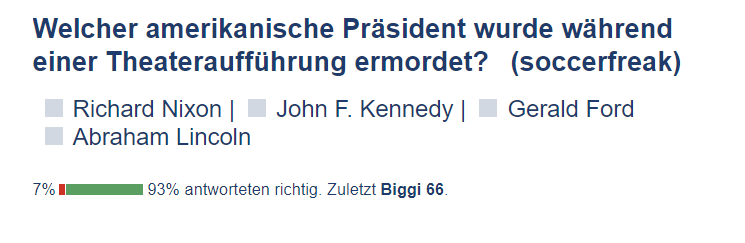 Welcher amerikanische Präsident wurde während
einer Theateraufführung ermordet? (soccerfreak)
Richard Nixon | John F. Kennedy | Gerald Ford
Abraham Lincoln
7% 93% antworteten richtig. Zuletzt Biggi 66.